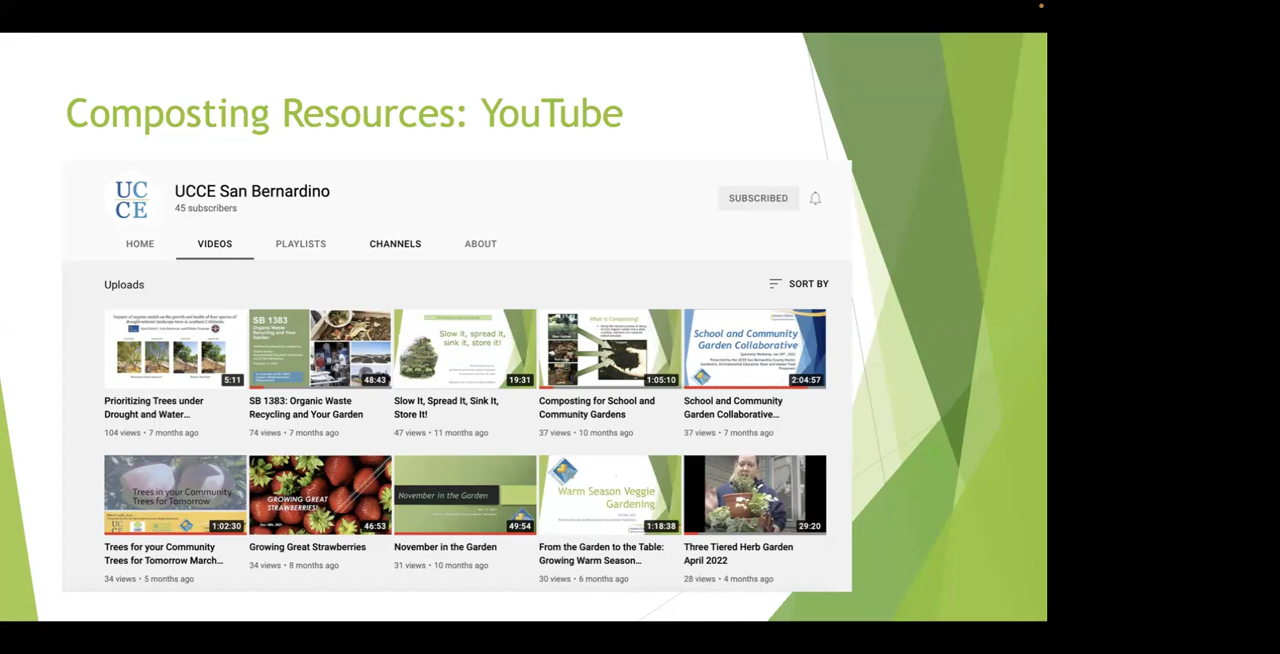 Composting Resources: YouTube
UC
CE
UCCE San Bernardino
45 subscribers
SUBSCRIBED
HOME
VIDEOS
PLAYLISTS
CHANNELS
ABOUT
Uploads
SORT BY
5:11
SB 1383
Organic Waste
Recycling and Your
Garden
48:43
Slow it, spread it,
sink it, store it!
19:31
What is Composting?
1:05:10
School and Community
Garden Collaborative
2:04:57
Prioritizing Trees under
Drought and Water...
104 views • 7 months ago
SB 1383: Organic Waste
Recycling and Your Garden
74 views • 7 months ago
Slow It, Spread It, Sink It,
Store It!
47 views • 11 months ago
Composting for School and
Community Gardens
37 views • 10 months ago
School and Community
Garden Collaborative...
37 views • 7 months ago
Trees in your Community
Trees for Tomorrow
1:02:30
GROWING GREAT
STRAWBERRIES!
46:53
November in the Garden
49:54
Warm Season Veggie
Gardening
1:18:38
29:20
Trees for your Community
Trees for Tomorrow March...
34 views • 5 months ago
Growing Great Strawberries
34 views • 8 months ago
November in the Garden
31 views • 10 months ago
From the Garden to the Table:
Growing Warm Season...
30 views • 6 months ago
Three Tiered Herb Garden
April 2022
28 views • 4 months ago